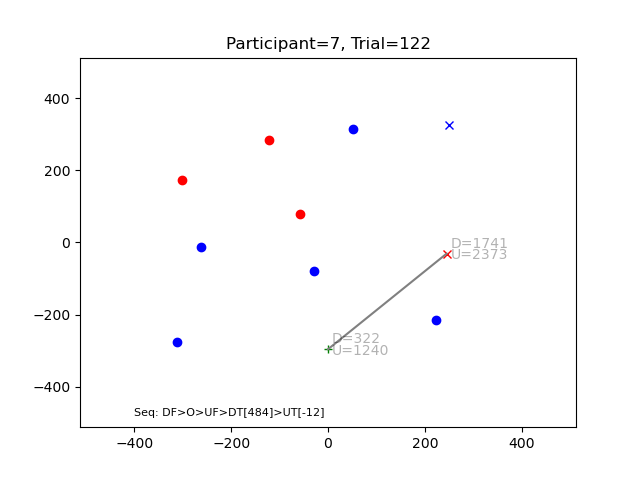 Participant=7, Trial=122
400
200
0
−200
−400
D=1741
U=2373
D=322
U=1240
Seq: DF>O>UF>DT[484]>UT[-12]
−400
−200
0
200
400